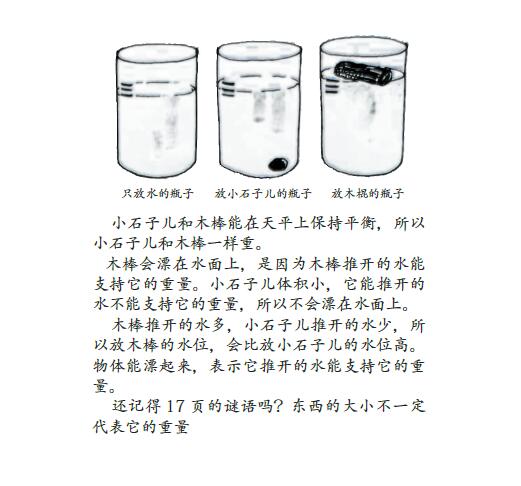 只放水的瓶子 放小石子儿的瓶子 放木棍的瓶子
小石子儿和木棒能在天平上保持平衡，所以
小石子儿和木棒一样重。
木棒会漂在水面上，是因为木棒推开的水能
支持它的重量。小石子儿体积小，它能推开的
水不能支持它的重量，所以不会漂在水面上。
木棒推开的水多，小石子儿推开的水少，所
以放木棒的水位，会比放小石子儿的水位高。
物体能漂起来，表示它推开的水能支持它的重
量。
还记得17页的谜语吗？东西的大小不一定
代表它的重量